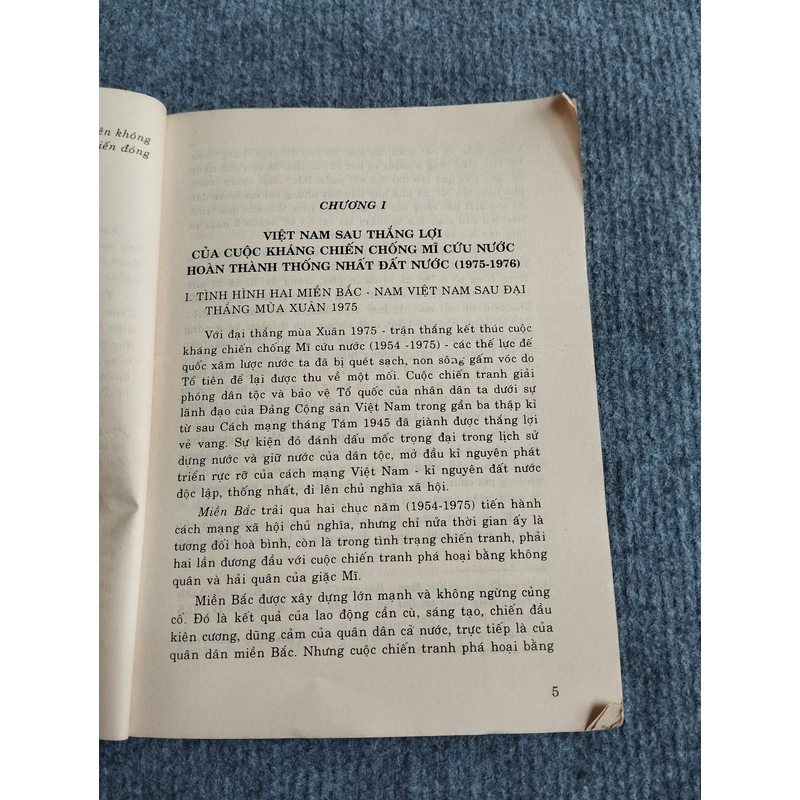 ên không
iến đóng
CHƯƠNG I
VIỆT NAM SAU THẮNG LỢI
CỦA CUỘC KHÁNG CHIẾN CHỐNG MĨ CỨU NƯỚC
HOÀN THÀNH THỐNG NHẤT ĐẤT NƯỚC (1975-1976)
I. TÌNH HÌNH HAI MIỀN BẮC - NAM VIỆT NAM SAU ĐẠI
THẮNG MÙA XUÂN 1975
Với đại thắng mùa Xuân 1975 - trận thắng kết thúc cuộc
kháng chiến chống Mĩ cứu nước (1954 -1975) - các thế lực đế
quốc xâm lược nước ta đã bị quét sạch, non sông gấm vóc do
Tổ tiên để lại được thu về một mối. Cuộc chiến tranh giải
phóng dân tộc và bảo vệ Tổ quốc của nhân dân ta dưới sự
lãnh đạo của Đảng Cộng sản Việt Nam trong gần ba thập kỉ
từ sau Cách mạng tháng Tám 1945 đã giành được thắng lợi
vẻ vang. Sự kiện đó đánh dấu mốc trọng đại trong lịch sử
dựng nước và giữ nước của dân tộc, mở đầu kỉ nguyên phát
triển rực rỡ của cách mạng Việt Nam - kỉ nguyên đất nước
độc lập, thống nhất, đi lên chủ nghĩa xã hội.
Miền Bắc trải qua hai chục năm (1954-1975) tiến hành
cách mạng xã hội chủ nghĩa, nhưng chỉ nửa thời gian ấy là
tương đối hoà bình, còn là trong tình trạng chiến tranh, phải
hai lần đương đầu với cuộc chiến tranh phá hoại bằng không
quân và hải quân của giặc Mĩ.
Miền Bắc được xây dựng lớn mạnh và không ngừng củng
cố. Đó là kết quả của lao động cần cù, sáng tạo, chiến đấu
kiên cương, dũng cảm của quân dân cả nước, trực tiếp là của
quân dân miền Bắc. Nhưng cuộc chiến tranh phá hoại bằng
5